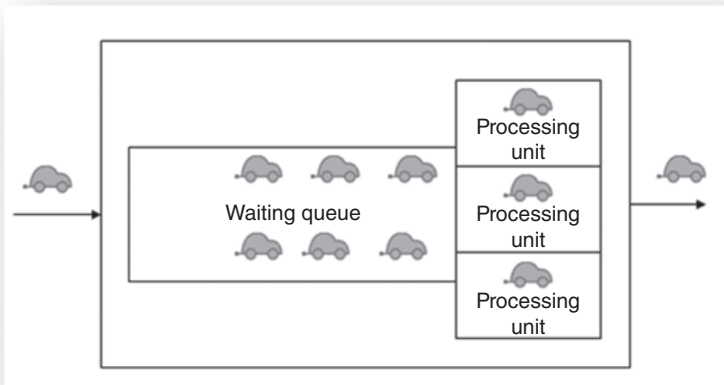 Processing
unit
Waiting queue
Processing
unit
Processing
unit